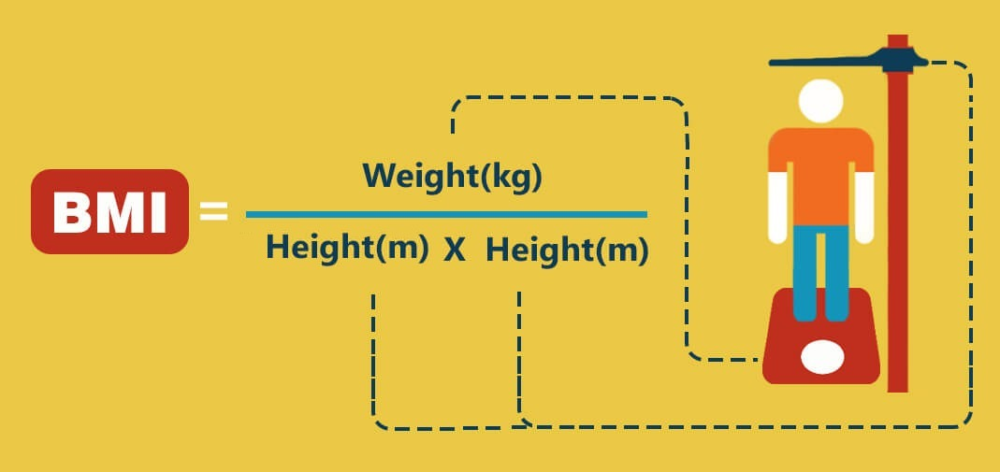 BMI =
Weight(kg)
Height(m) X Height(m)